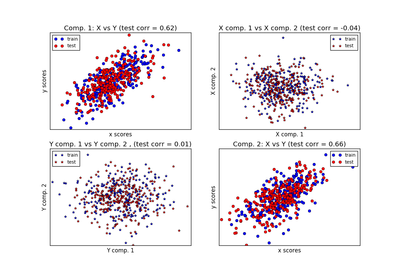 Comp. 1: X vs Y (test corr = 0.62)
train
test
y scores
x scores
X comp. 1 vs X comp. 2 (test corr = -0.04)
train
test
X comp. 2
X comp. 1
Y comp. 1 vs Y comp. 2 , (test corr = 0.01)
train
test
Y comp. 2
Y comp. 1
Comp. 2: X vs Y (test corr = 0.66)
train
test
y scores
x scores